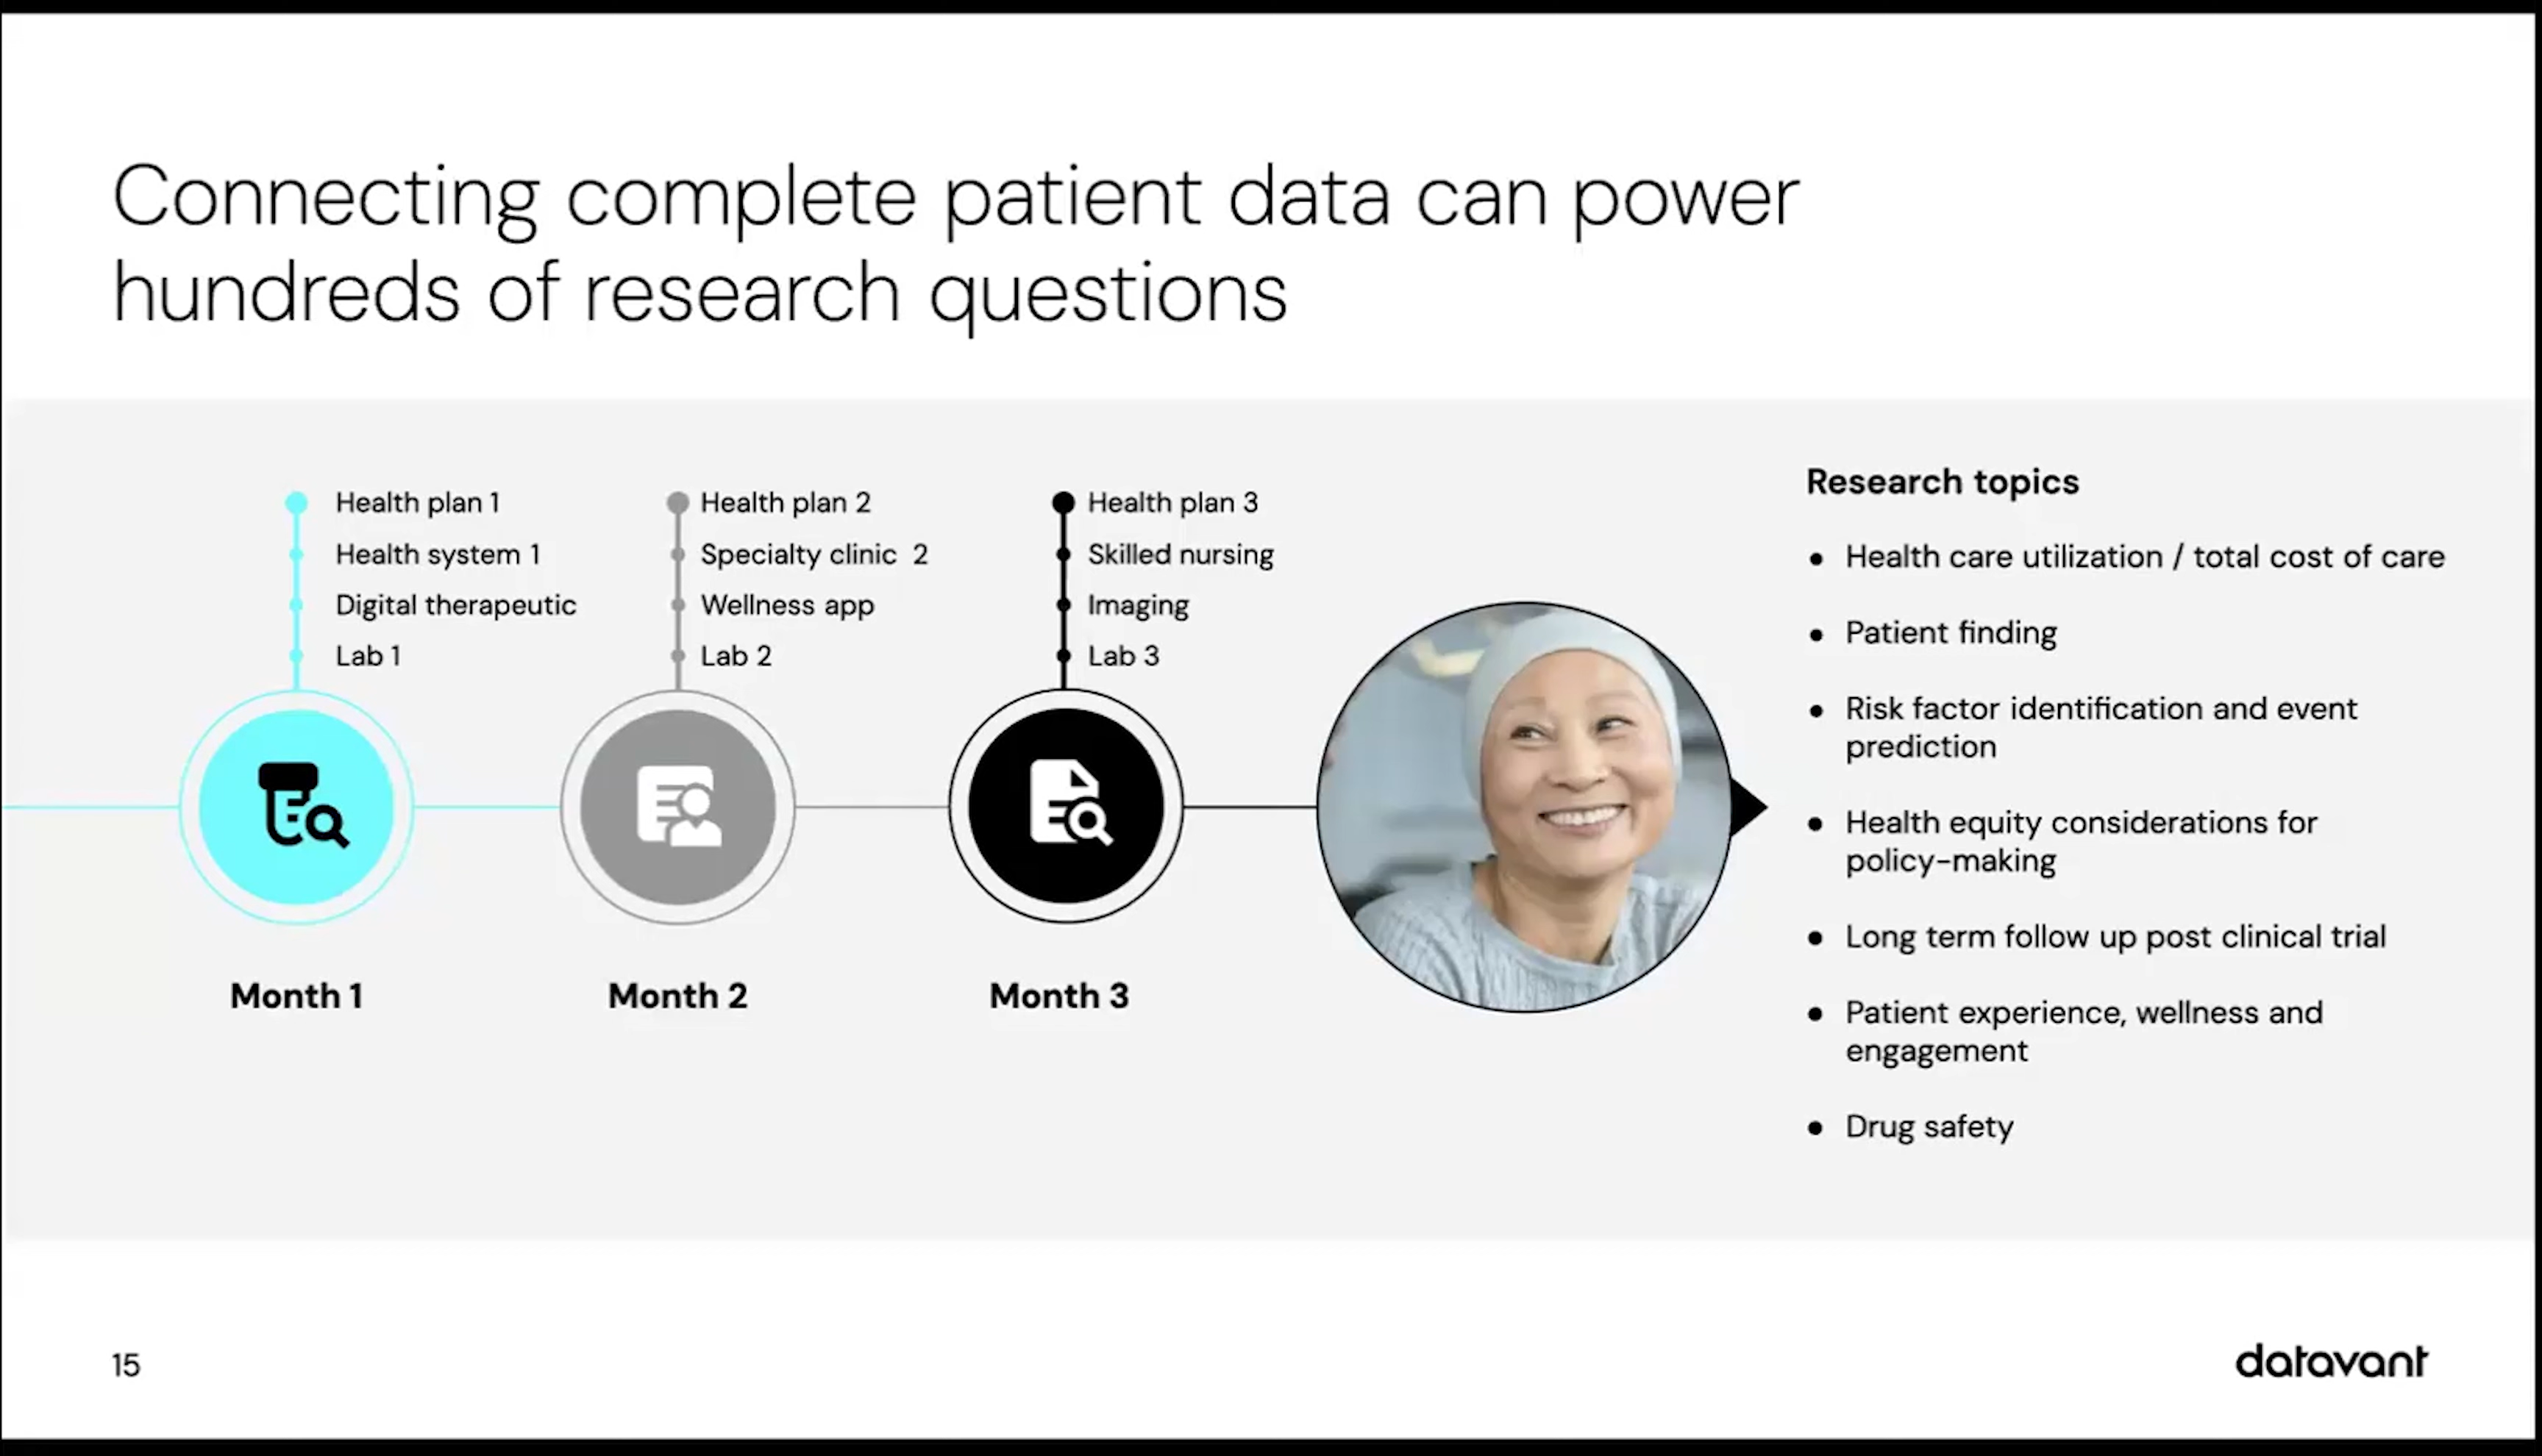 Connecting complete patient data can power
hundreds of research questions
Health plan 1
Health system 1
Digital therapeutic
Lab 1
Month 1
Health plan 2
Specialty clinic  2
Wellness app
Lab 2
Month 2
Health plan 3
Skilled nursing
Imaging
Lab 3
Month 3
Research topics
• Health care utilization / total cost of care
• Patient finding
• Risk factor identification and event
prediction
• Health equity considerations for
policy-making
• Long term follow up post clinical trial
• Patient experience, wellness and
engagement
• Drug safety
15
datavant